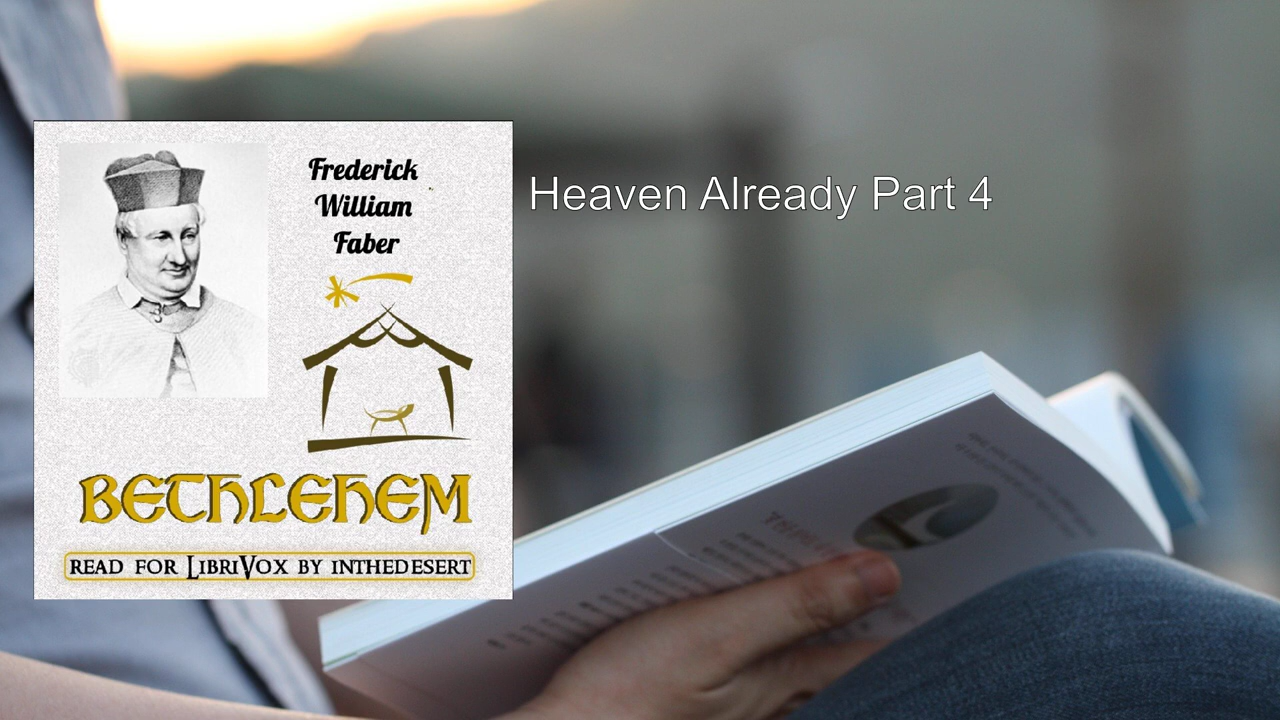 Frederick
William
Faber
BETHLEHEM
READ FOR LIBRIVOX BY INTHEDESERT
Heaven Already Part 4